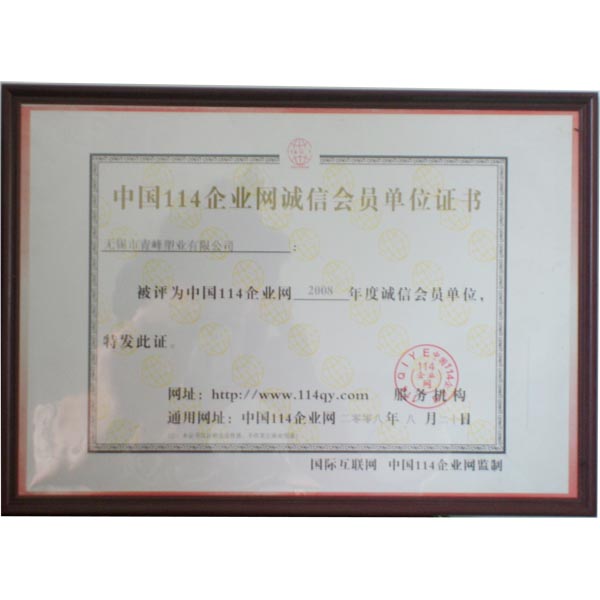 中国114企业网诚信会员单位证书
无锡市青峰塑业有限公司：
被评为中国114企业网 2008 年度诚信会员单位，
特发此证。
网址：http://www.114qy.com 服务机构
通用网址：中国114企业网 二零零八年 八 月 二十日
国际互联网 中国114企业网监制
114
企业
网